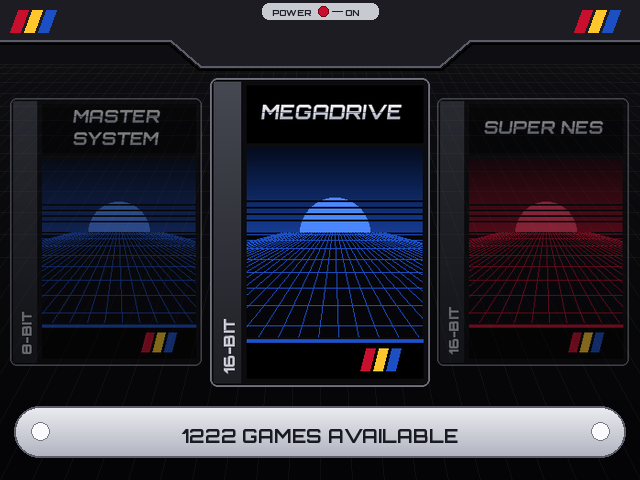 POWER ON
MASTER
SYSTEM
8-BIT
MEGADRIVE
16-BIT
SUPER NES
16-BIT
1222 GAMES AVAILABLE